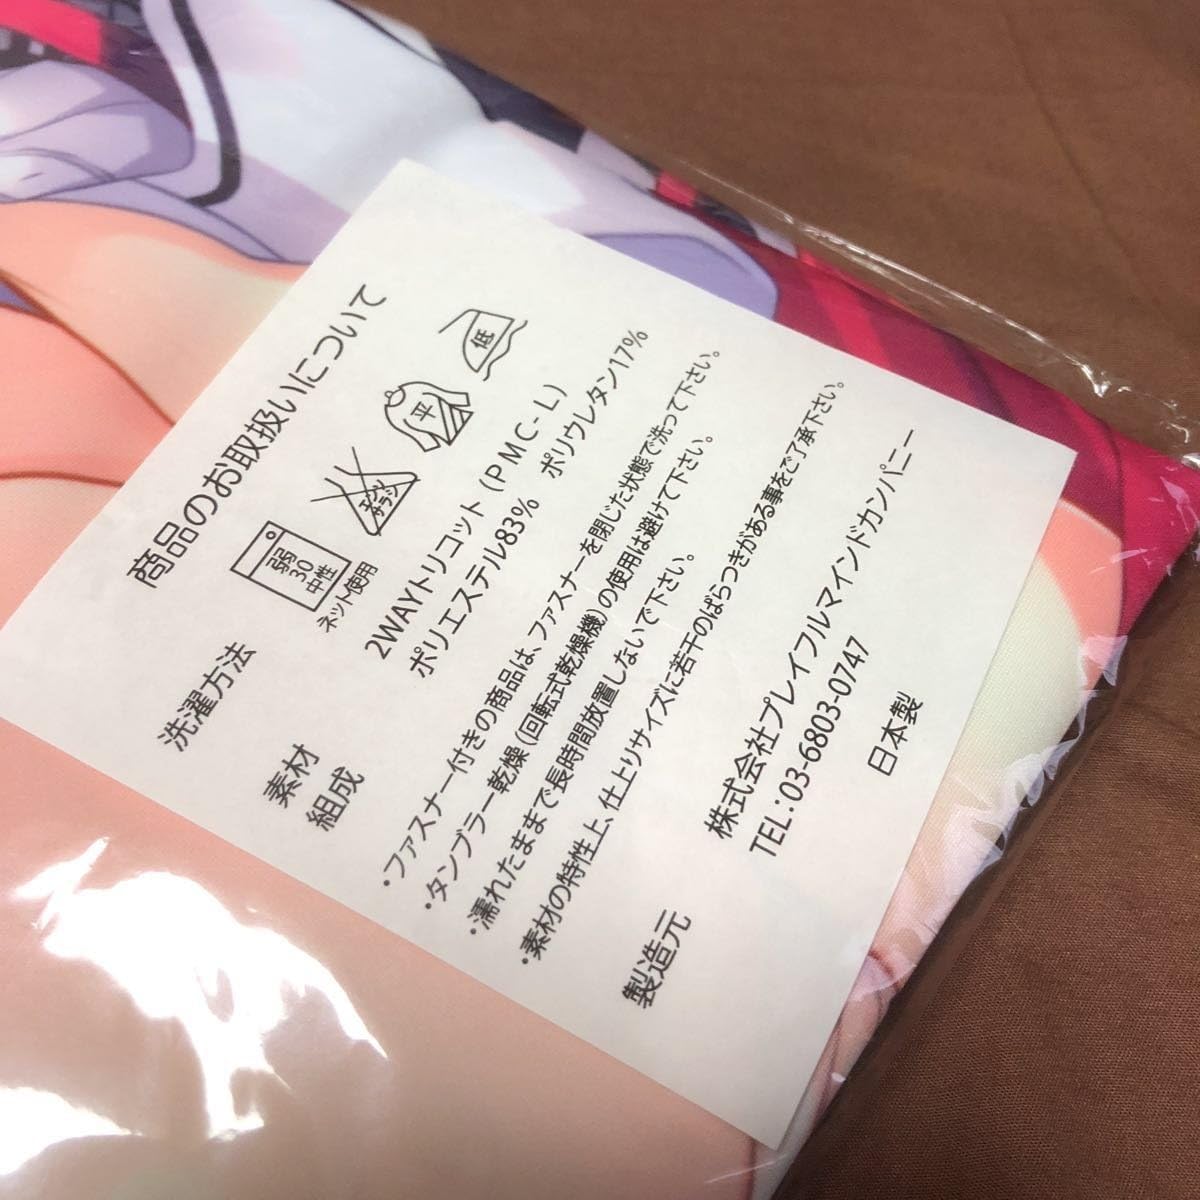 商品のお取扱いについて
洗濯方法
弱
30
中性
ネット使用
エンソ
サラシ
平
低
素材
2WAYトリコット (PMC-L)
組成
ポリエステル83% ポリウレタン17%
・ファスナー付きの商品は、ファスナーを閉じた状態で洗って下さい。
・タンブラー乾燥(回転式乾燥機)の使用は避けて下さい。
・濡れたままで長時間放置しないで下さい。
・素材の特性上、仕上りサイズに若干のばらつきがある事をご了承下さい。
製造元
株式会社プレイフルマインドカンパニー
TEL:03-6803-0747
日本製